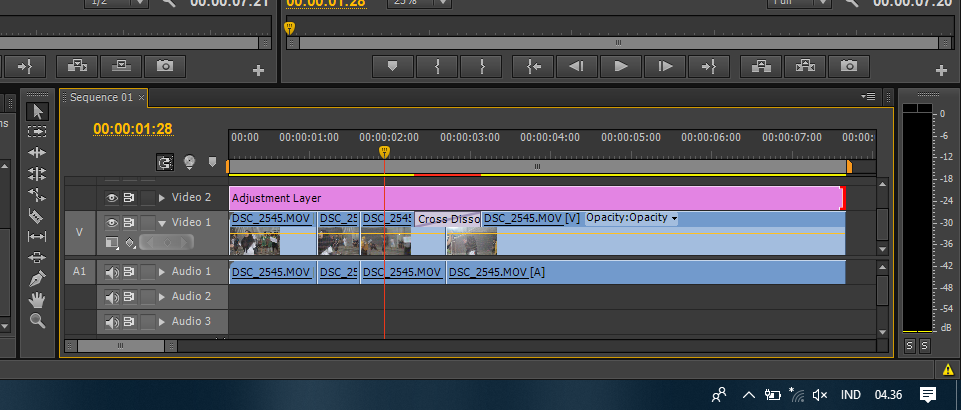 1/2
00:00:07:21
00:00:01:28
25%
Full
00:00:07:20
Sequence 01
ns
00:00:01:28
00:00 00:00:01:00 00:00:02:00 00:00:03:00 00:00:04:00 00:00:05:00 00:00:06:00 00:00:07:00 00:00:
Video 2
Adjustment Layer
V
Video 1
DSC_2545.MOV DSC_25 DSC_2545 Cross Disso DSC_2545.MOV [V] Opacity:Opacity
A1
Audio 1
DSC_2545.MOV DSC_25 DSC_2545.MOV DSC_2545.MOV [A]
Audio 2
Audio 3
0
-6
-12
-18
-24
-30
-36
-42
-48
-54
dB
S S
IND
04.36